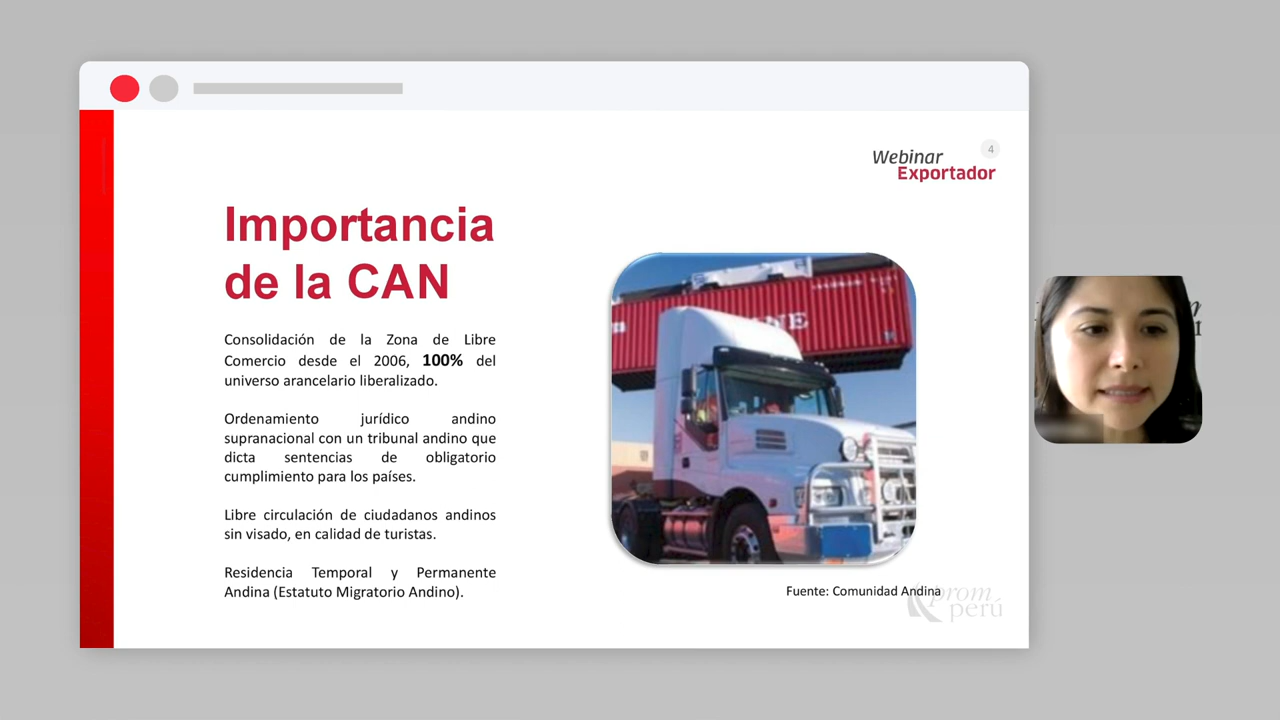 Webinar
4
Exportador
Importancia
de la CAN
Consolidación de la Zona de Libre
Comercio desde el 2006, 100% del
universo arancelario liberalizado.
Ordenamiento jurídico andino
supranacional con un tribunal andino que
dicta sentencias de obligatorio
cumplimiento para los países.
Libre circulación de ciudadanos andinos
sin visado, en calidad de turistas.
Residencia Temporal y Permanente
Andina (Estatuto Migratorio Andino).
Fuente: Comunidad Andina
prom
perú